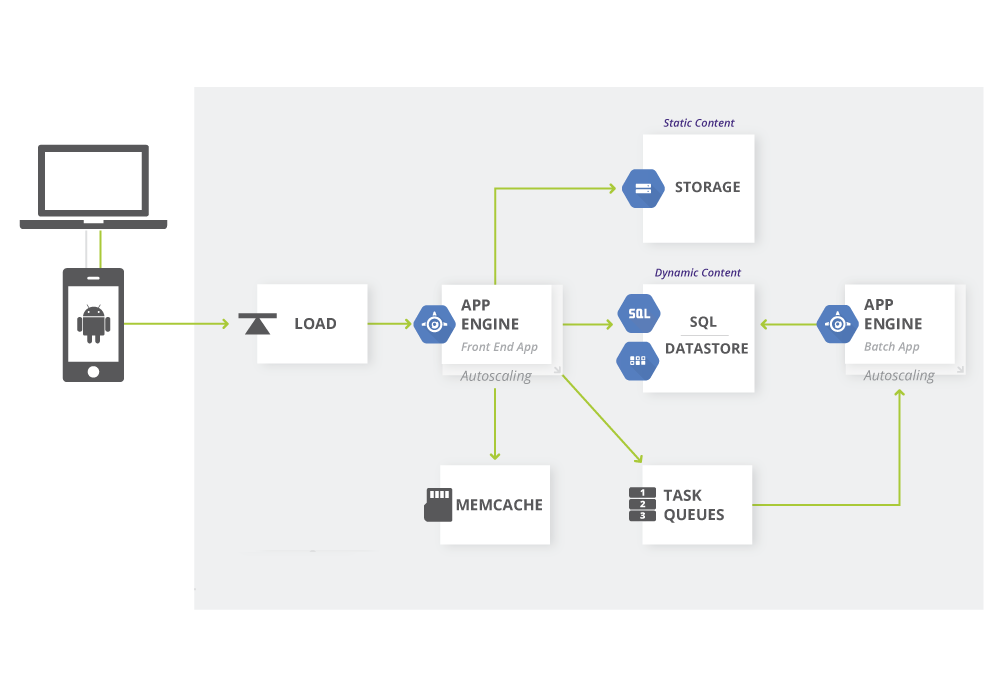 Static Content
STORAGE
Dynamic Content
LOAD
APP
ENGINE
Front End App
Autoscaling
SQL
SQL
DATASTORE
APP
ENGINE
Batch App
Autoscaling
MEMCACHE
1
2
3
TASK
QUEUES